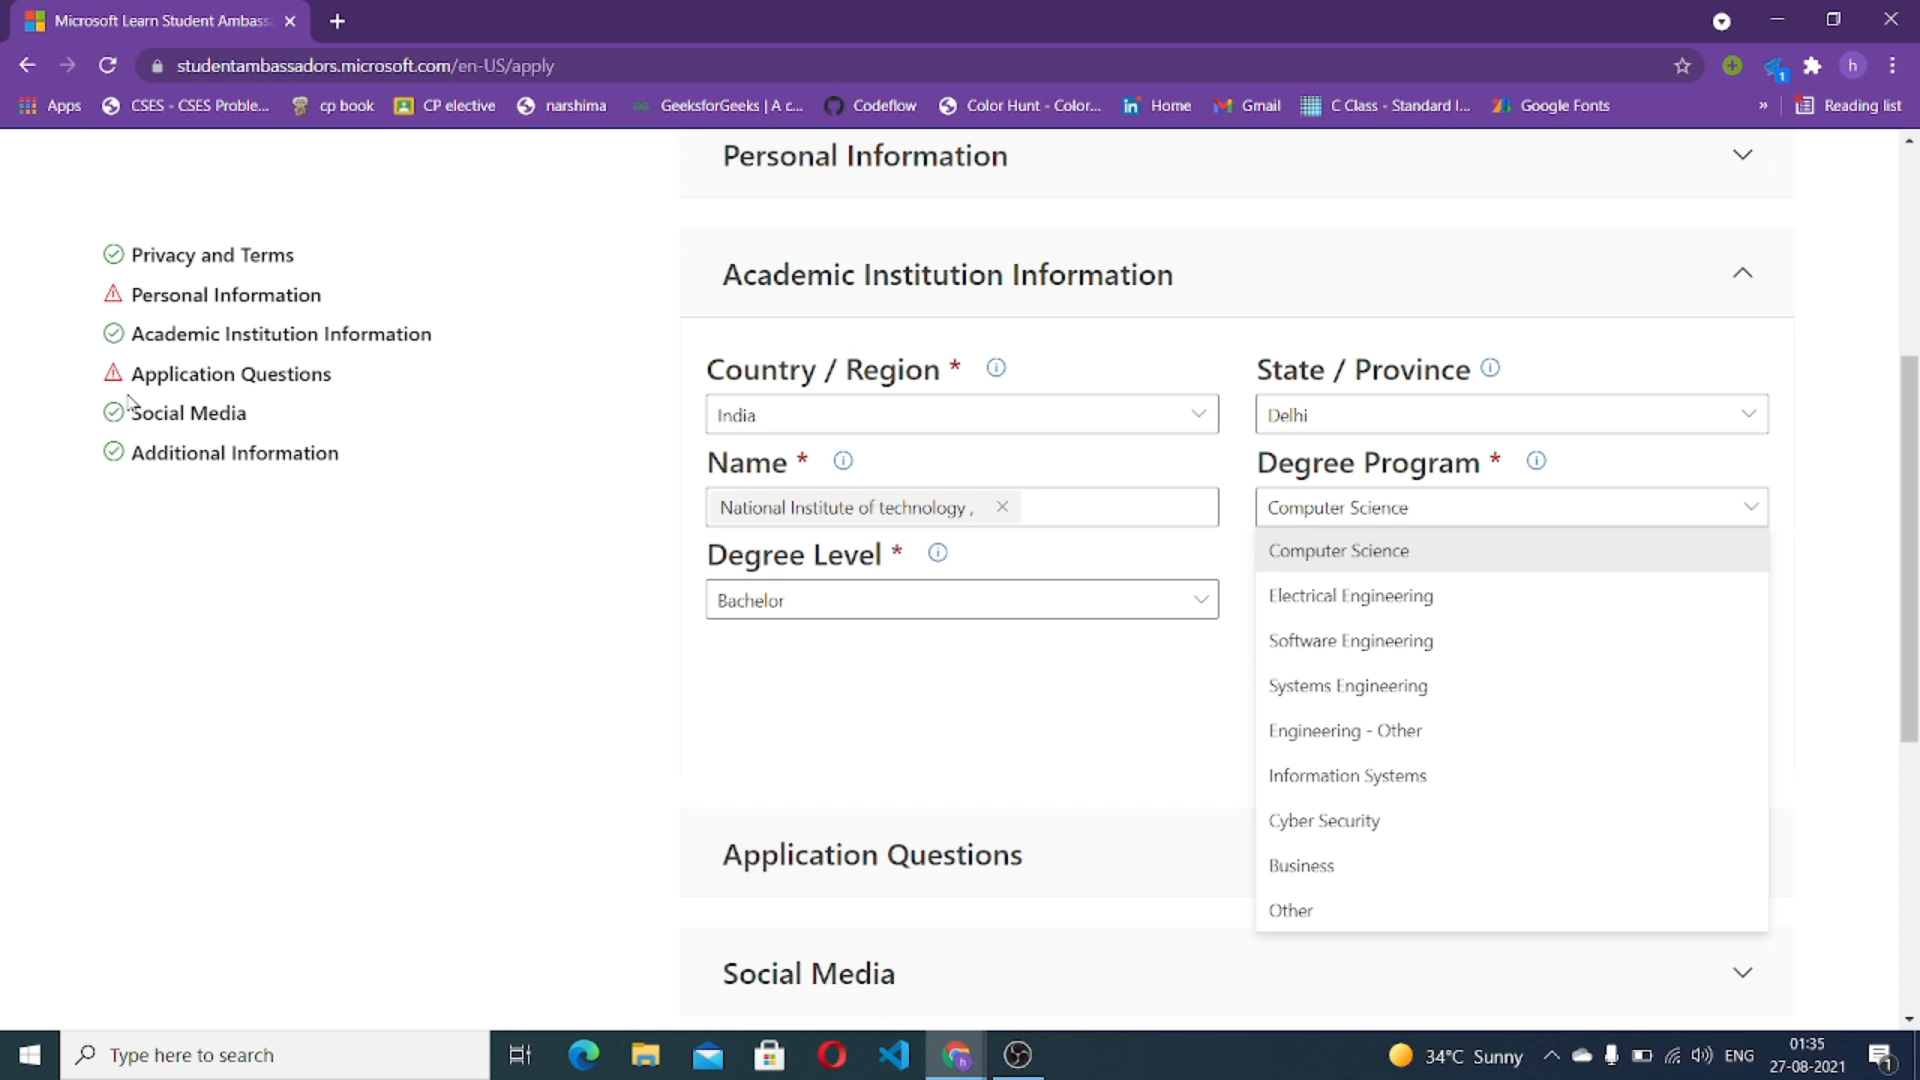 Microsoft Learn Student Ambass
studentambassadors.microsoft.com/en-US/apply
h
1
Apps
CSES - CSES Proble...
cp book
CP elective
narshima
GeeksforGeeks | A c...
Codeflow
Color Hunt - Color...
Home
Gmail
C Class - Standard I...
Google Fonts
»
Reading list
Personal Information
Privacy and Terms
Personal Information
Academic Institution Information
Application Questions
Social Media
Additional Information
Academic Institution Information
Country / Region *
State / Province
India
Delhi
Name *
Degree Program *
National Institute of technology ,
Computer Science
Degree Level *
Bachelor
Computer Science
Electrical Engineering
Software Engineering
Systems Engineering
Engineering - Other
Information Systems
Cyber Security
Business
Other
Application Questions
Social Media
Type here to search
34°C Sunny
ENG
01:35
27-08-2021
1